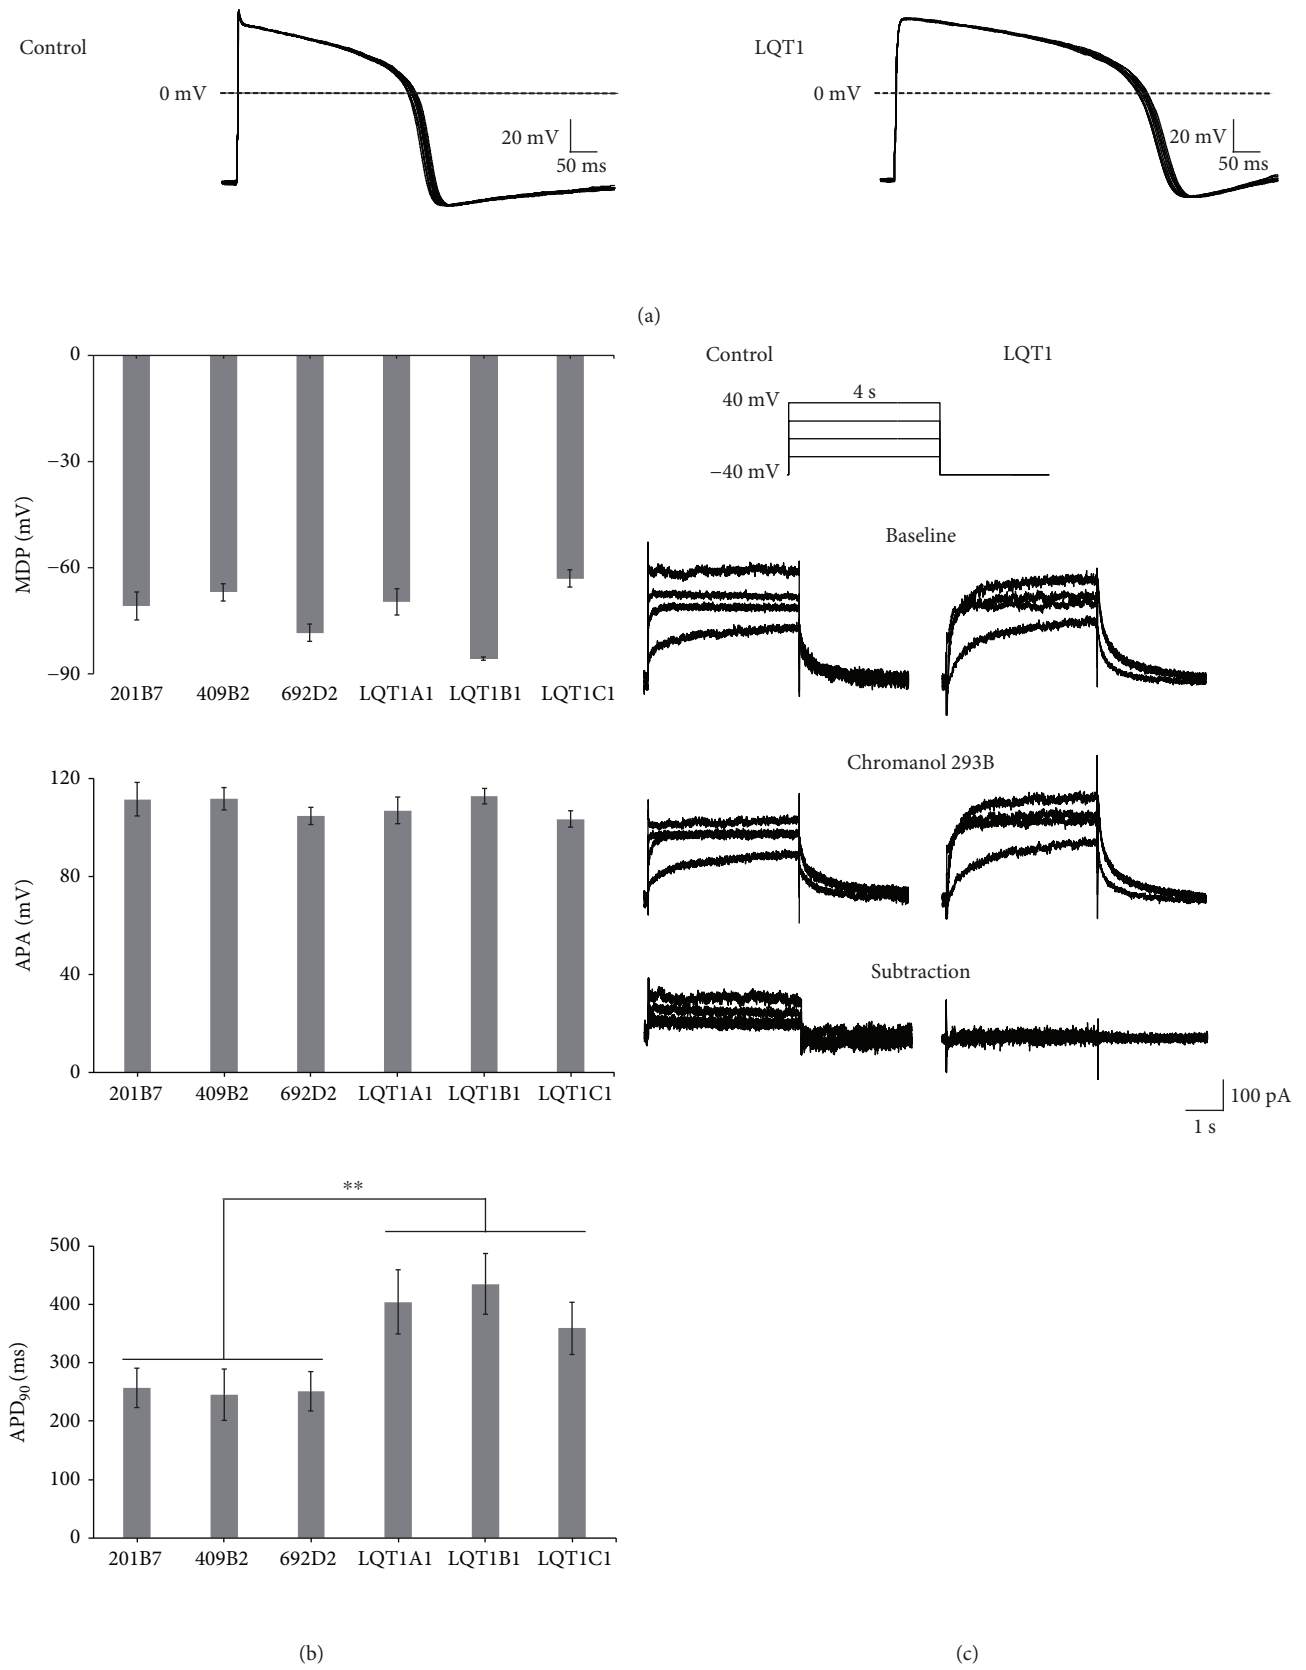 Control
0 mV
20 mV
50 ms
LQT1
0 mV
20 mV
50 ms
(a)
MDP (mV)
0
−30
−60
−90
201B7 409B2 692D2 LQT1A1 LQT1B1 LQT1C1
APA (mV)
120
80
40
0
201B7 409B2 692D2 LQT1A1 LQT1B1 LQT1C1
**
APD90 (ms)
500
400
300
200
100
0
201B7 409B2 692D2 LQT1A1 LQT1B1 LQT1C1
(b)
Control LQT1
40 mV
4 s
−40 mV
Baseline
Chromanol 293B
Subtraction
100 pA
1 s
(c)